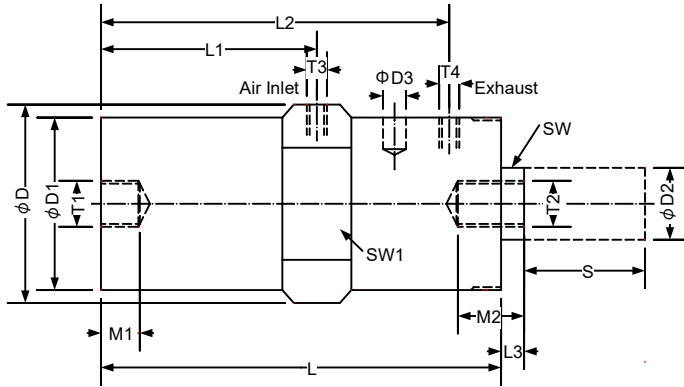 L2
L1
T3
Air Inlet
ΦD3
T4
Exhaust
SW
ϕD
ϕD1
T1
T2
ϕD2
SW1
S
M1
M2
L3
L